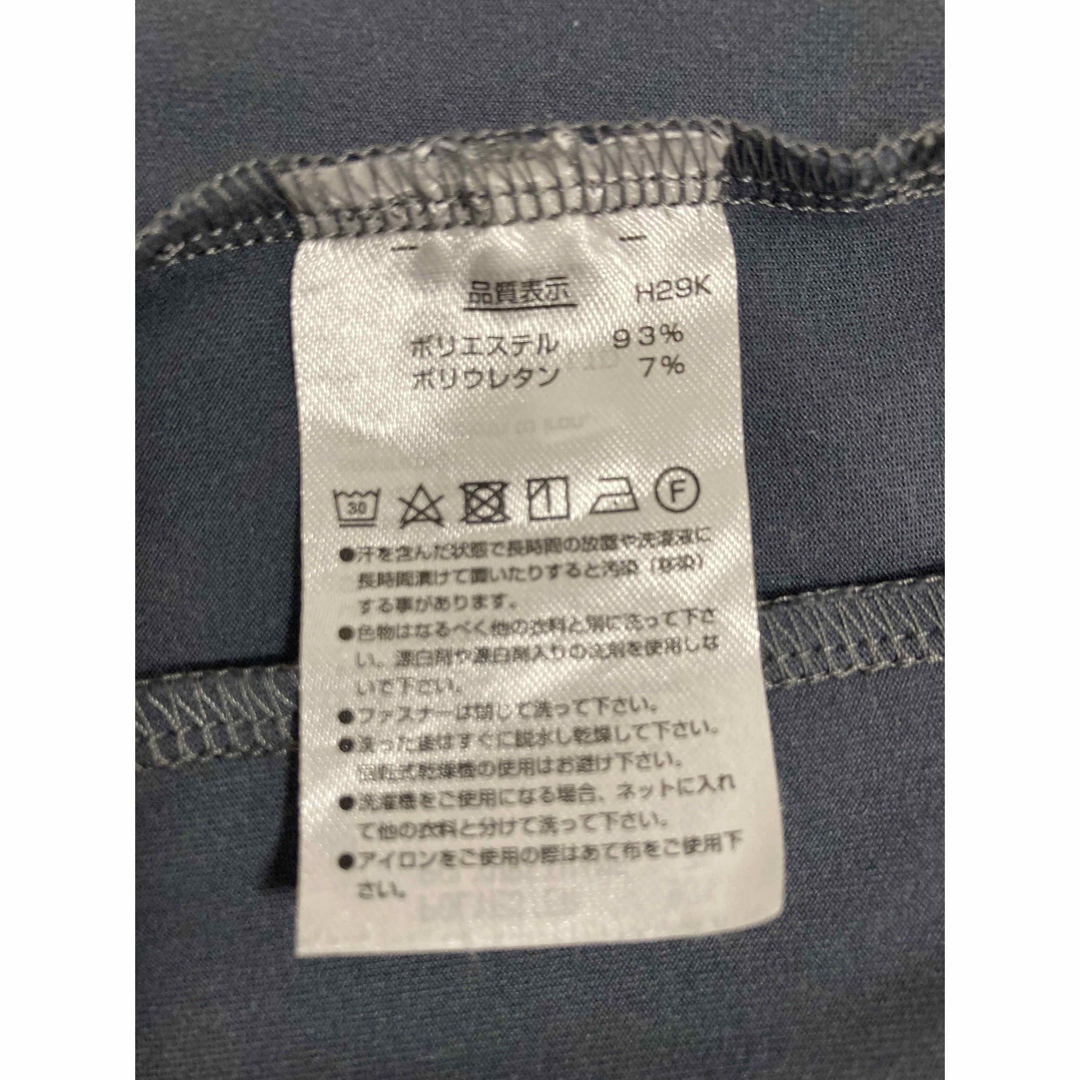 品質表示 H29K
ポリエステル 93%
ポリウレタン 7%
30 F
●汗を含んだ状態で長時間の放置や洗濯液に
長時間漬けて置いたりすると汚染(移染)
する事があります。
●色物はなるべく他の衣料と別に洗って下さ
い。漂白剤や漂白剤入りの洗剤を使用しな
いで下さい。
●ファスナーは閉じて洗って下さい。
●洗った後はすぐに脱水し乾燥して下さい。
回転式乾燥機の使用はお避け下さい。
●洗濯機をご使用になる場合、ネットに入れ
て他の衣料と分けて洗って下さい。
●アイロンをご使用の際はあて布をご使用下
さい。